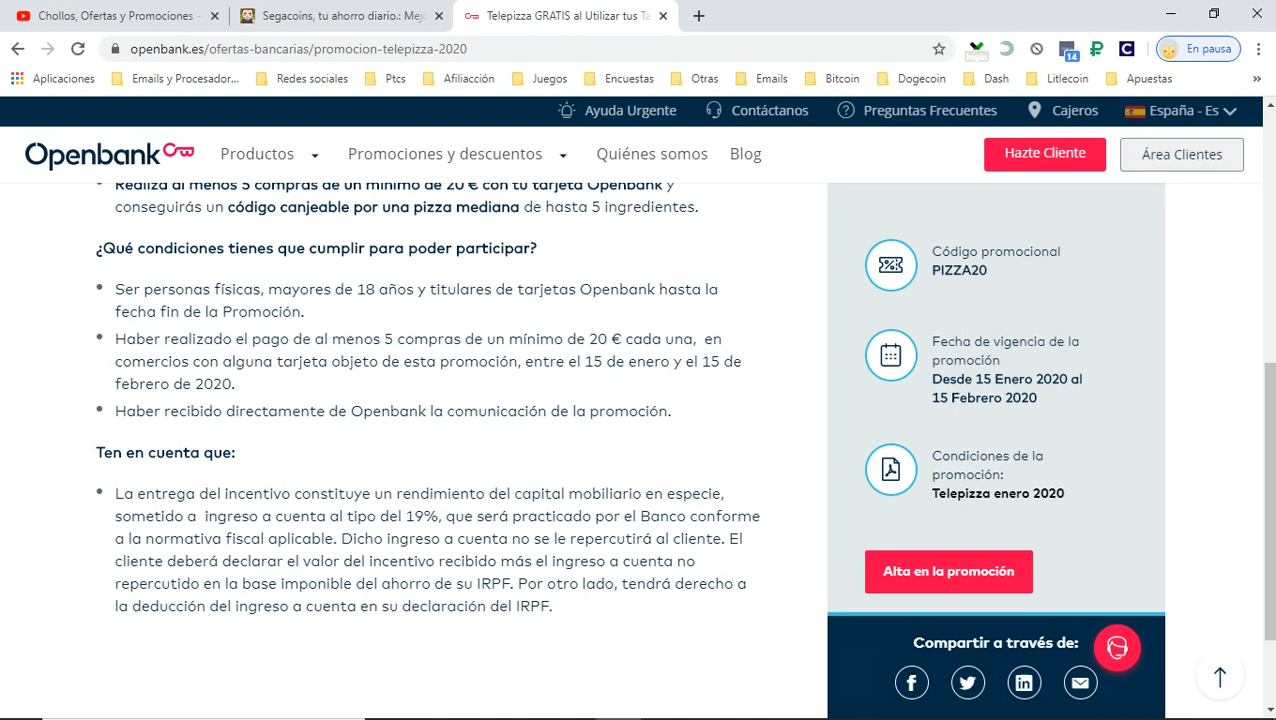 Chollos, Ofertas y Promociones -
Segacoins, tu ahorro diario.: Mejo
Telepizza GRATIS al Utilizar tus Ta
openbank.es/ofertas-bancarias/promocion-telepizza-2020
14
En pausa
Aplicaciones
Emails y Procesador...
Redes sociales
Ptcs
Afiliacción
Juegos
Encuestas
Otras
Emails
Bitcoin
Dogecoin
Dash
Litlecoin
Apuestas
»
Ayuda Urgente
Contáctanos
Preguntas Frecuentes
Cajeros
España - Es
Openbank
Productos
Promociones y descuentos
Quiénes somos
Blog
Hazte Cliente
Área Clientes
Realiza al menos 5 compras de un mínimo de 20 € con tu tarjeta Openbank y
conseguirás un código canjeable por una pizza mediana de hasta 5 ingredientes.
¿Qué condiciones tienes que cumplir para poder participar?
Ser personas físicas, mayores de 18 años y titulares de tarjetas Openbank hasta la
fecha fin de la Promoción.
Haber realizado el pago de al menos 5 compras de un mínimo de 20 € cada una, en
comercios con alguna tarjeta objeto de esta promoción, entre el 15 de enero y el 15 de
febrero de 2020.
Haber recibido directamente de Openbank la comunicación de la promoción.
Ten en cuenta que:
La entrega del incentivo constituye un rendimiento del capital mobiliario en especie,
sometido a ingreso a cuenta al tipo del 19%, que será practicado por el Banco conforme
a la normativa fiscal aplicable. Dicho ingreso a cuenta no se le repercutirá al cliente. El
cliente deberá declarar el valor del incentivo recibido más el ingreso a cuenta no
repercutido en la base imponible del ahorro de su IRPF. Por otro lado, tendrá derecho a
la deducción del ingreso a cuenta en su declaración del IRPF.
Código promocional
PIZZA20
Fecha de vigencia de la
promoción
Desde 15 Enero 2020 al
15 Febrero 2020
Condiciones de la
promoción:
Telepizza enero 2020
Alta en la promoción
Compartir a través de: